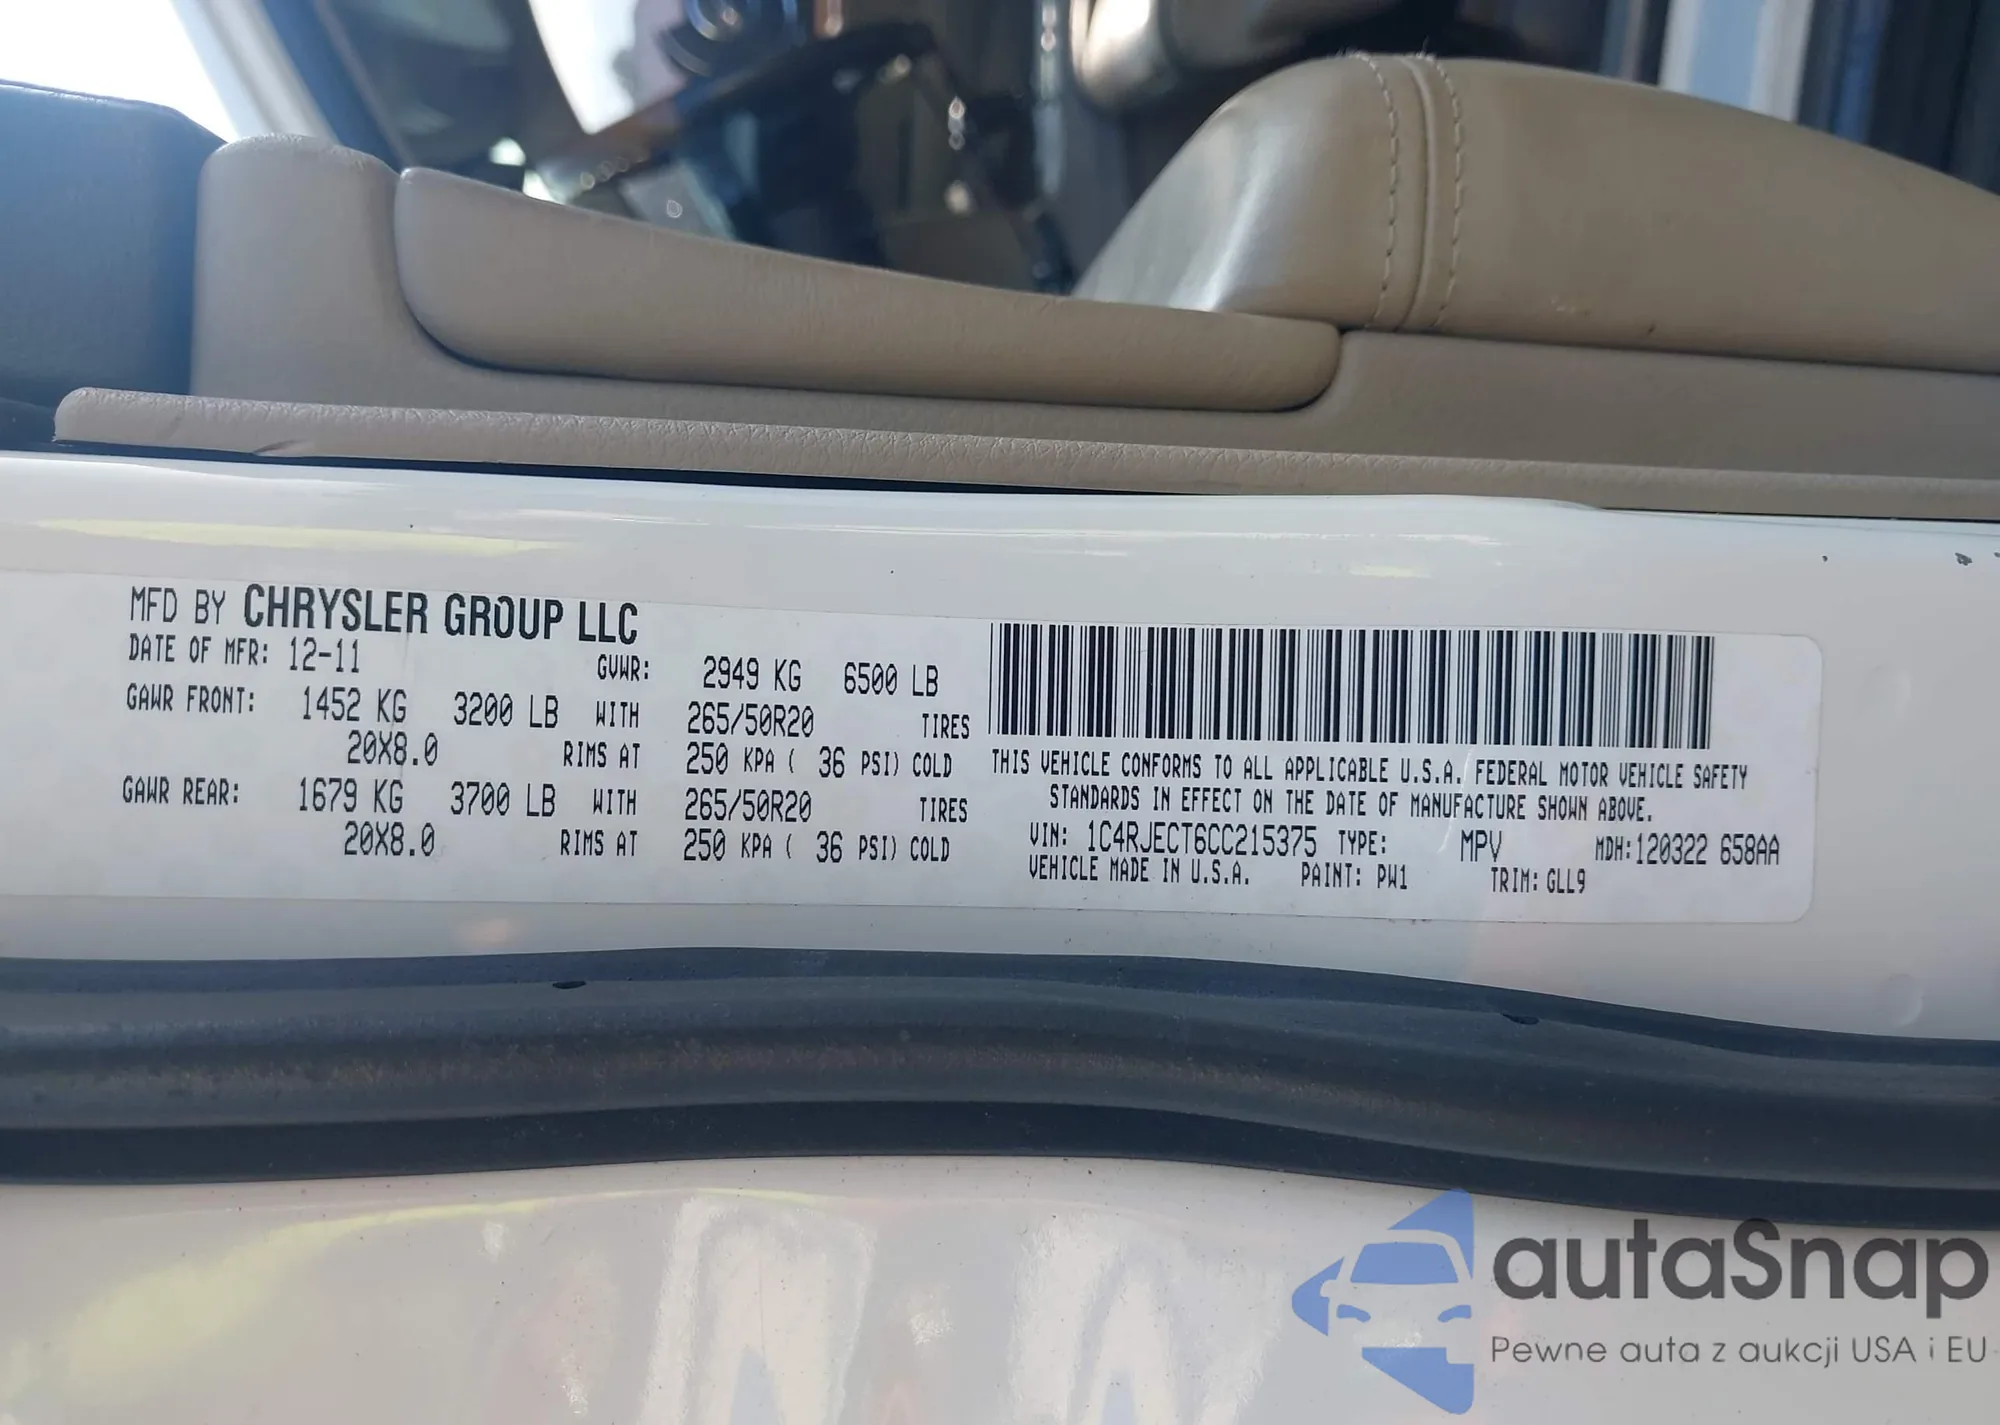 MFD BY CHRYSLER GROUP LLC
DATE OF MFR: 12-11 GVWR: 2949 KG 6500 LB
GAWR FRONT: 1452 KG 3200 LB WITH 265/50R20 TIRES
20X8.0 RIMS AT 250 KPA ( 36 PSI) COLD
GAWR REAR: 1679 KG 3700 LB WITH 265/50R20 TIRES
20X8.0 RIMS AT 250 KPA ( 36 PSI) COLD
THIS VEHICLE CONFORMS TO ALL APPLICABLE U.S.A. FEDERAL MOTOR VEHICLE SAFETY
STANDARDS IN EFFECT ON THE DATE OF MANUFACTURE SHOWN ABOVE.
VIN: 1C4RJECT6CC215375 TYPE: MPV MDH:120322 658AA
VEHICLE MADE IN U.S.A. PAINT: PW1 TRIM: GLL9
autaSnap
Pewne auta z aukcji USA i EU